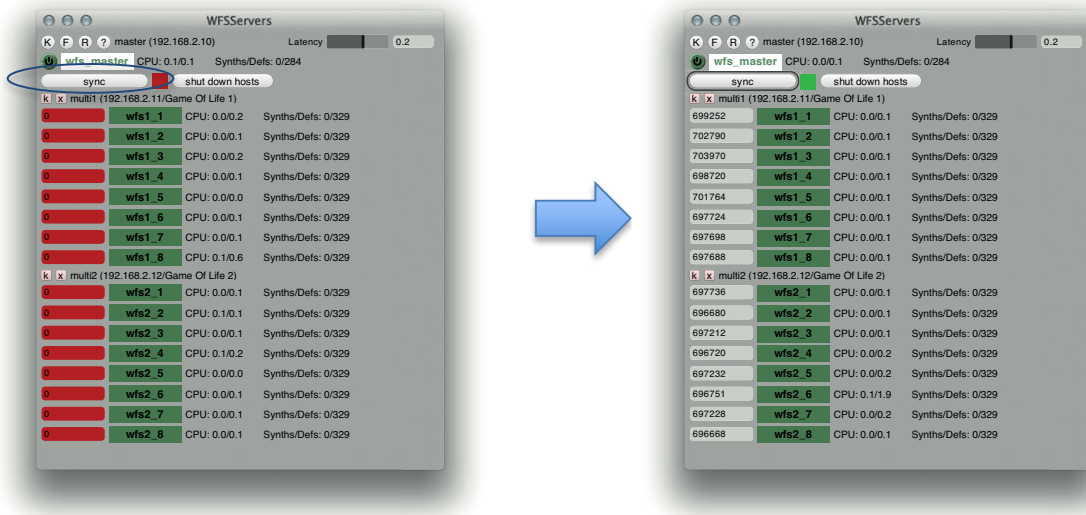 WFSServers
K F R ? master (192.168.2.10) Latency 0.2
wfs_master CPU: 0.1/0.1 Synths/Defs: 0/284
sync shut down hosts
k x multi1 (192.168.2.11/Game Of Life 1)
0 wfs1_1 CPU: 0.0/0.2 Synths/Defs: 0/329
0 wfs1_2 CPU: 0.0/0.1 Synths/Defs: 0/329
0 wfs1_3 CPU: 0.0/0.2 Synths/Defs: 0/329
0 wfs1_4 CPU: 0.0/0.1 Synths/Defs: 0/329
0 wfs1_5 CPU: 0.0/0.0 Synths/Defs: 0/329
0 wfs1_6 CPU: 0.0/0.1 Synths/Defs: 0/329
0 wfs1_7 CPU: 0.0/0.1 Synths/Defs: 0/329
0 wfs1_8 CPU: 0.1/0.6 Synths/Defs: 0/329
k x multi2 (192.168.2.12/Game Of Life 2)
0 wfs2_1 CPU: 0.0/0.1 Synths/Defs: 0/329
0 wfs2_2 CPU: 0.1/0.1 Synths/Defs: 0/329
0 wfs2_3 CPU: 0.0/0.1 Synths/Defs: 0/329
0 wfs2_4 CPU: 0.1/0.2 Synths/Defs: 0/329
0 wfs2_5 CPU: 0.0/0.0 Synths/Defs: 0/329
0 wfs2_6 CPU: 0.0/0.1 Synths/Defs: 0/329
0 wfs2_7 CPU: 0.0/0.1 Synths/Defs: 0/329
0 wfs2_8 CPU: 0.0/0.1 Synths/Defs: 0/329
WFSServers
K F R ? master (192.168.2.10) Latency 0.2
wfs_master CPU: 0.0/0.1 Synths/Defs: 0/284
sync shut down hosts
k x multi1 (192.168.2.11/Game Of Life 1)
699252 wfs1_1 CPU: 0.0/0.1 Synths/Defs: 0/329
702790 wfs1_2 CPU: 0.0/0.1 Synths/Defs: 0/329
703970 wfs1_3 CPU: 0.0/0.1 Synths/Defs: 0/329
698720 wfs1_4 CPU: 0.0/0.1 Synths/Defs: 0/329
701764 wfs1_5 CPU: 0.0/0.1 Synths/Defs: 0/329
697724 wfs1_6 CPU: 0.0/0.1 Synths/Defs: 0/329
697698 wfs1_7 CPU: 0.0/0.1 Synths/Defs: 0/329
697688 wfs1_8 CPU: 0.0/0.1 Synths/Defs: 0/329
k x multi2 (192.168.2.12/Game Of Life 2)
697736 wfs2_1 CPU: 0.0/0.1 Synths/Defs: 0/329
696680 wfs2_2 CPU: 0.0/0.1 Synths/Defs: 0/329
697212 wfs2_3 CPU: 0.0/0.1 Synths/Defs: 0/329
696720 wfs2_4 CPU: 0.0/0.2 Synths/Defs: 0/329
697232 wfs2_5 CPU: 0.0/0.2 Synths/Defs: 0/329
696751 wfs2_6 CPU: 0.1/1.9 Synths/Defs: 0/329
697228 wfs2_7 CPU: 0.0/0.2 Synths/Defs: 0/329
696668 wfs2_8 CPU: 0.0/0.1 Synths/Defs: 0/329